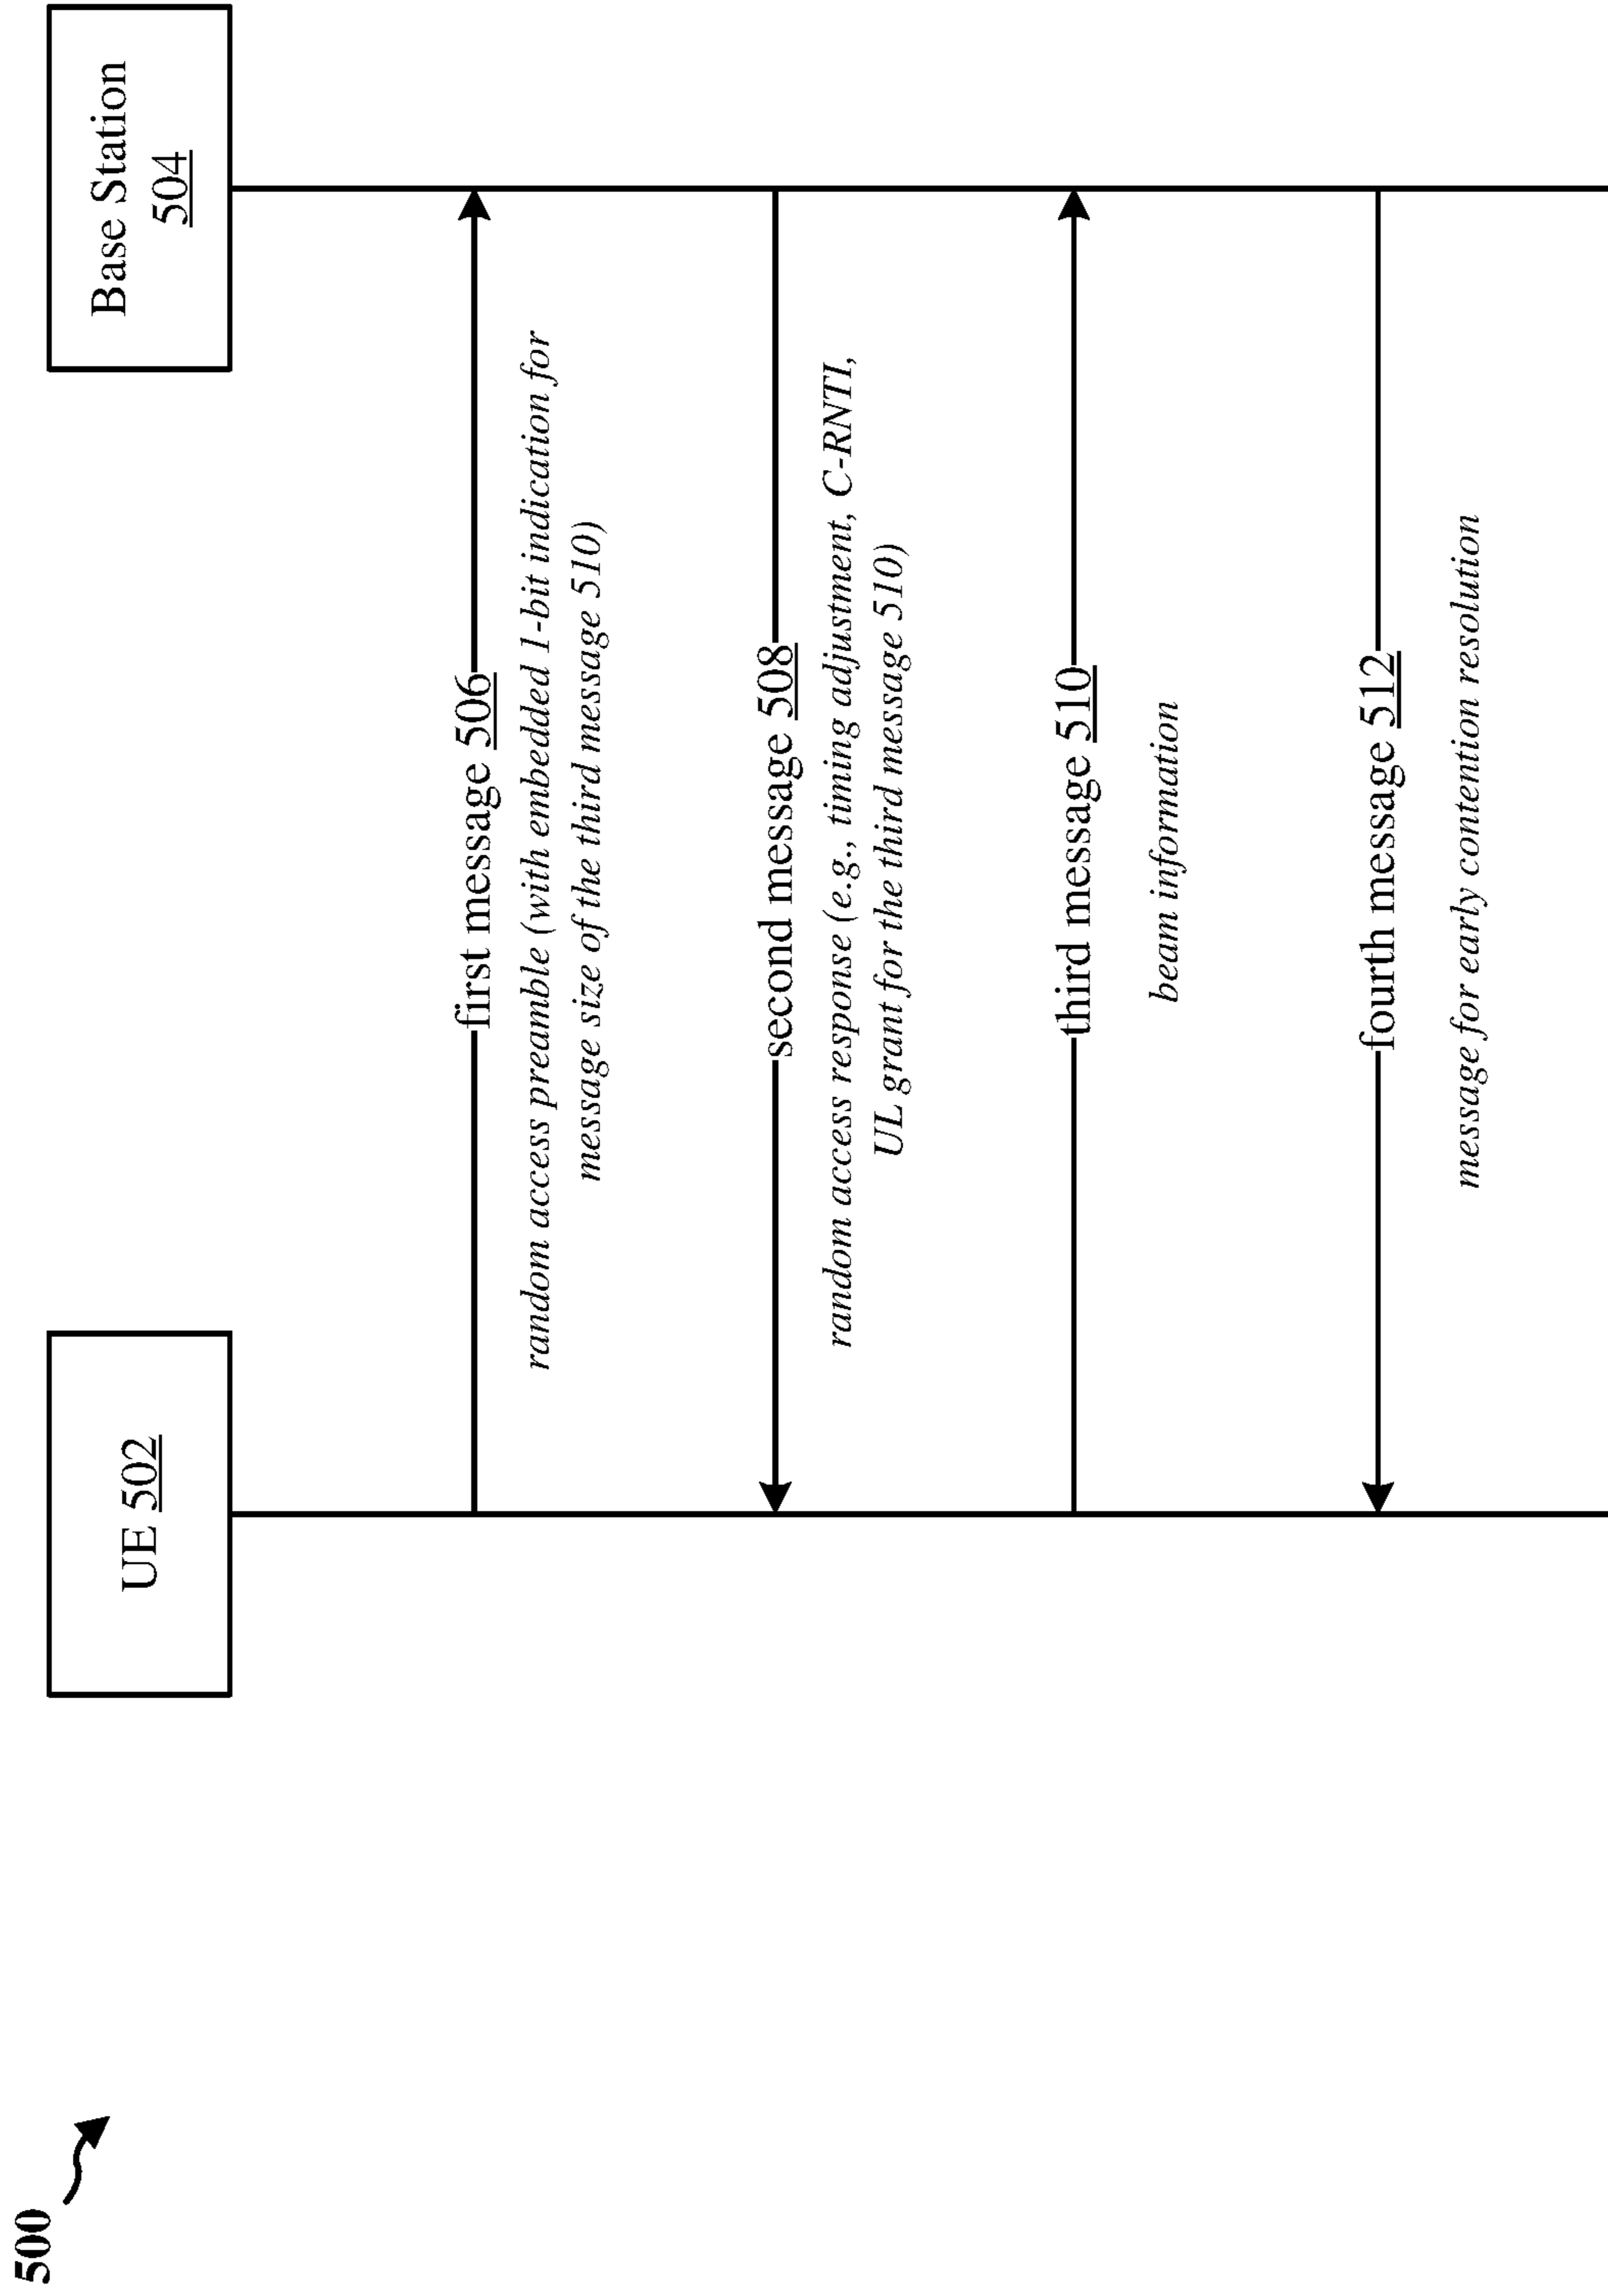 500
UE 502
Base Station
504
first message 506
random access preamble (with embedded 1-bit indication for
message size of the third message 510)
second message 508
random access response (e.g., timing adjustment, C-RNTI,
UL grant for the third message 510)
third message 510
beam information
fourth message 512
message for early contention resolution